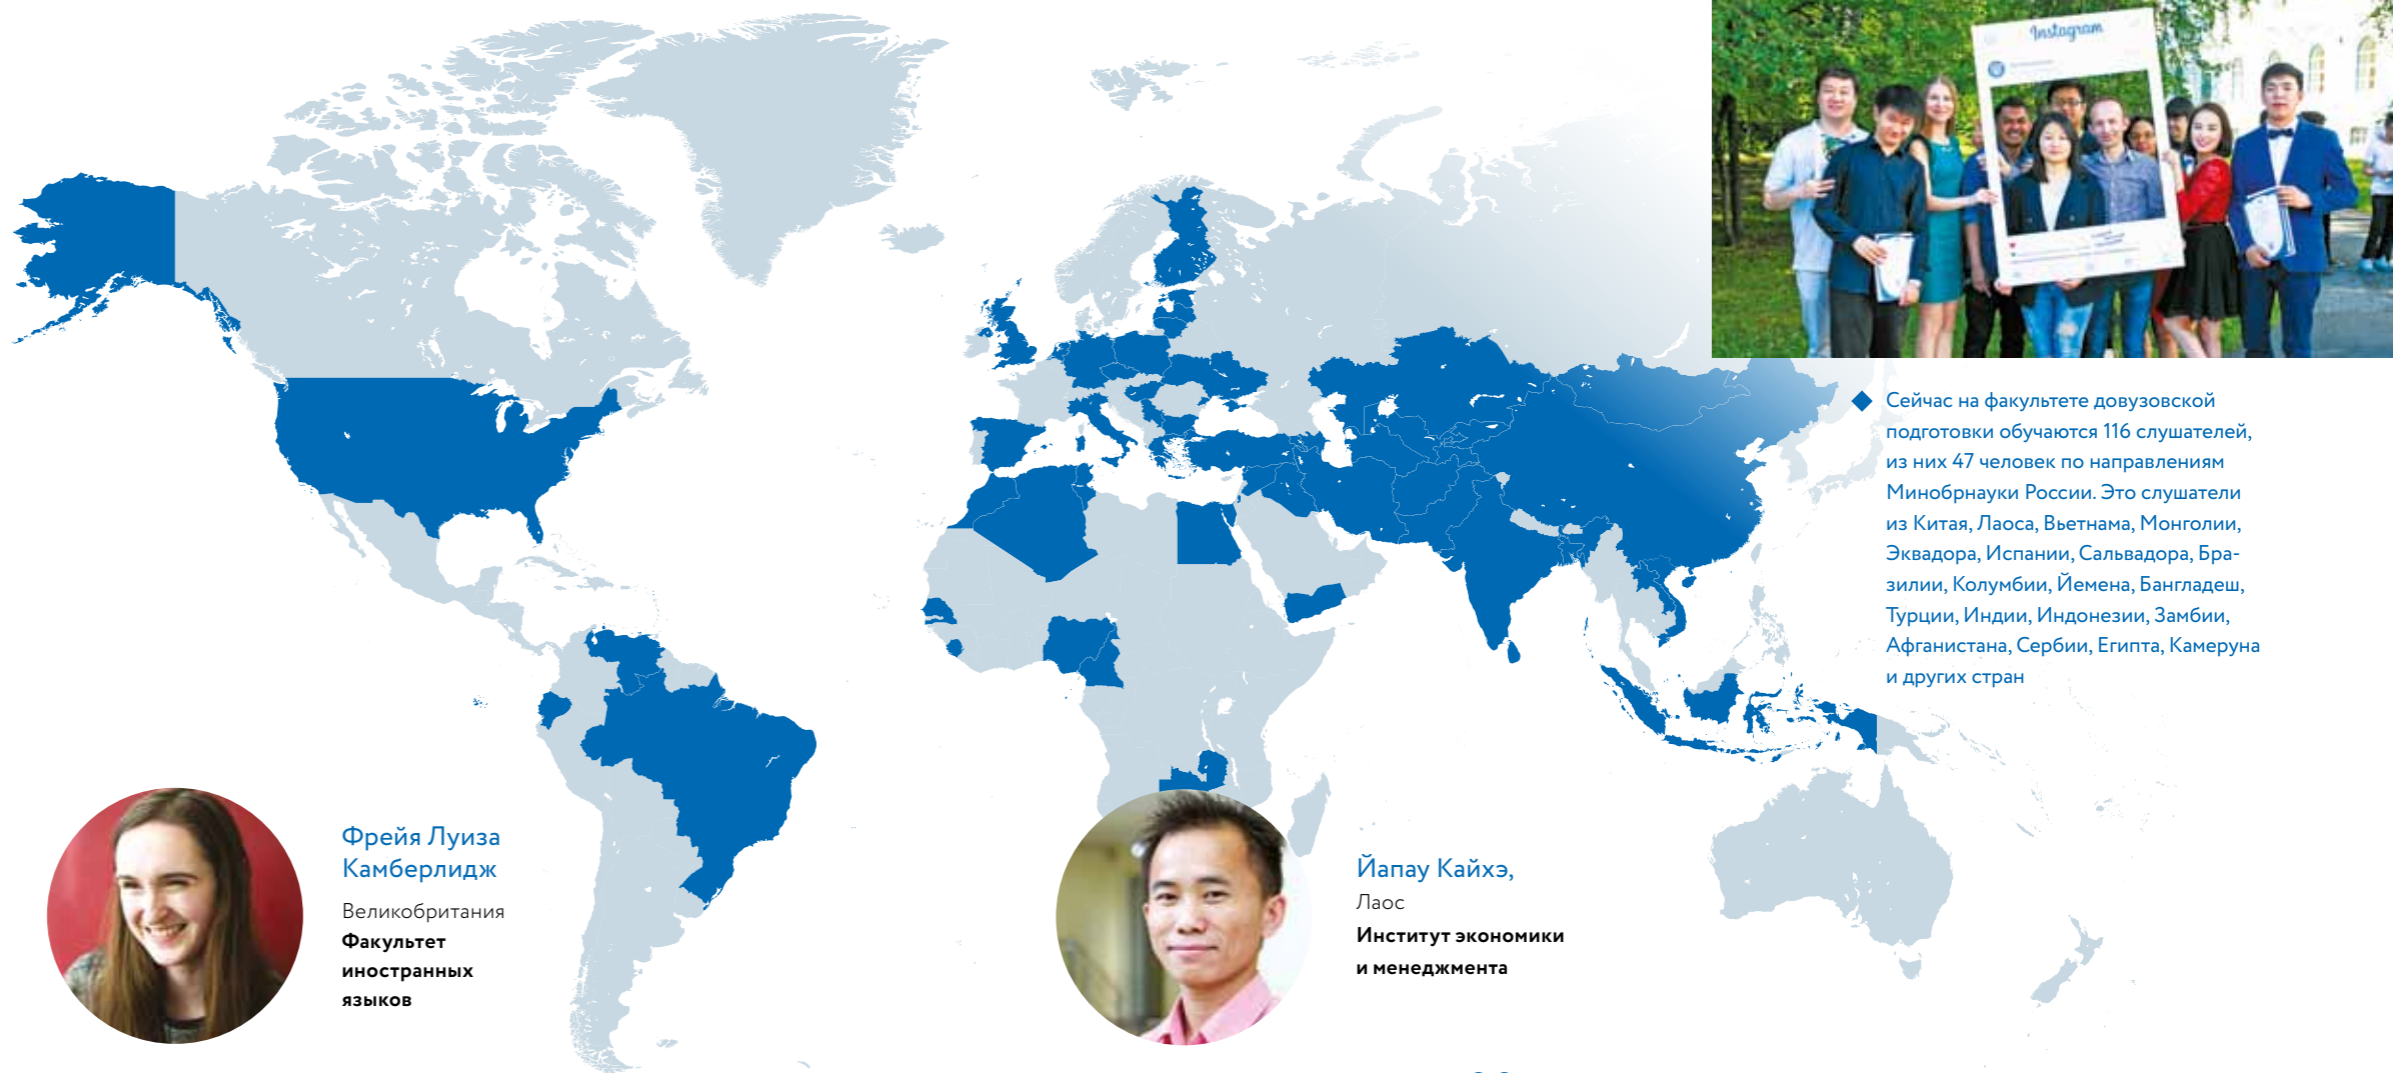 Instagram
Сейчас на факультете довузовской
подготовки обучаются 116 слушателей,
из них 47 человек по направлениям
Минобрнауки России. Это слушатели
из Китая, Лаоса, Вьетнама, Монголии,
Эквадора, Испании, Сальвадора, Бра-
зилии, Колумбии, Йемена, Бангладеш,
Турции, Индии, Индонезии, Замбии,
Афганистана, Сербии, Египта, Камеруна
и других стран
Фрейя Луиза
Камберлидж
Великобритания
Факультет
иностранных
языков
Йапау Кайхэ,
Лаос
Институт экономики
и менеджмента